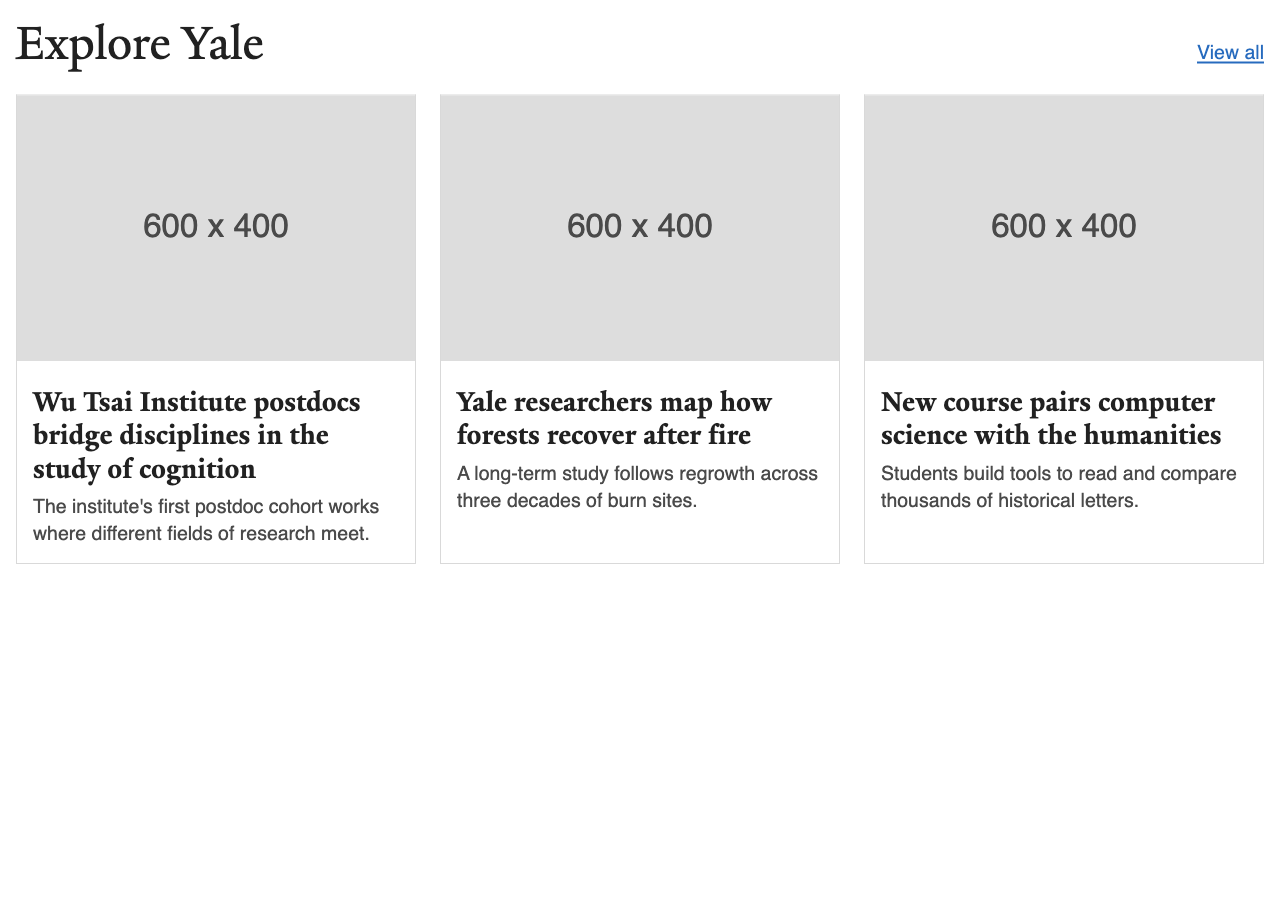 Explore Yale
View all
600 x 400
600 x 400
600 x 400
Wu Tsai Institute postdocs
bridge disciplines in the
study of cognition
The institute's first postdoc cohort works
where different fields of research meet.
Yale researchers map how
forests recover after fire
A long-term study follows regrowth across
three decades of burn sites.
New course pairs computer
science with the humanities
Students build tools to read and compare
thousands of historical letters.